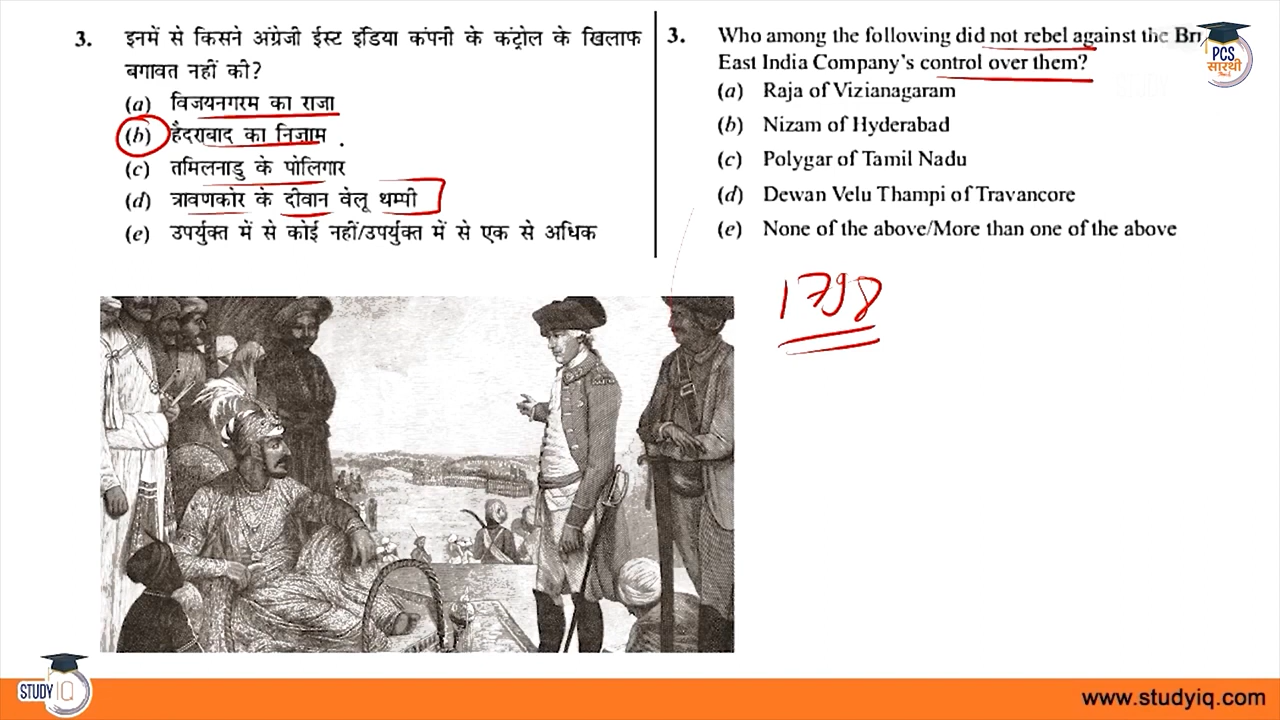 3. इनमें से किसने अंग्रेजी ईस्ट इंडिया कंपनी के कंट्रोल के खिलाफ
बगावत नहीं की?
(a) विजयनगरम का राजा
(b) हैदराबाद का निजाम
(c) तमिलनाडु के पोलिगार
(d) त्रावणकोर के दीवान वेलू थम्पी
(e) उपर्युक्त में से कोई नहीं/उपर्युक्त में से एक से अधिक
3. Who among the following did not rebel against the Bri
East India Company's control over them?
(a) Raja of Vizianagaram
(b) Nizam of Hyderabad
(c) Polygar of Tamil Nadu
(d) Dewan Velu Thampi of Travancore
(e) None of the above/More than one of the above
PCS
सारथी
1798
STUDY IQ
www.studyiq.com